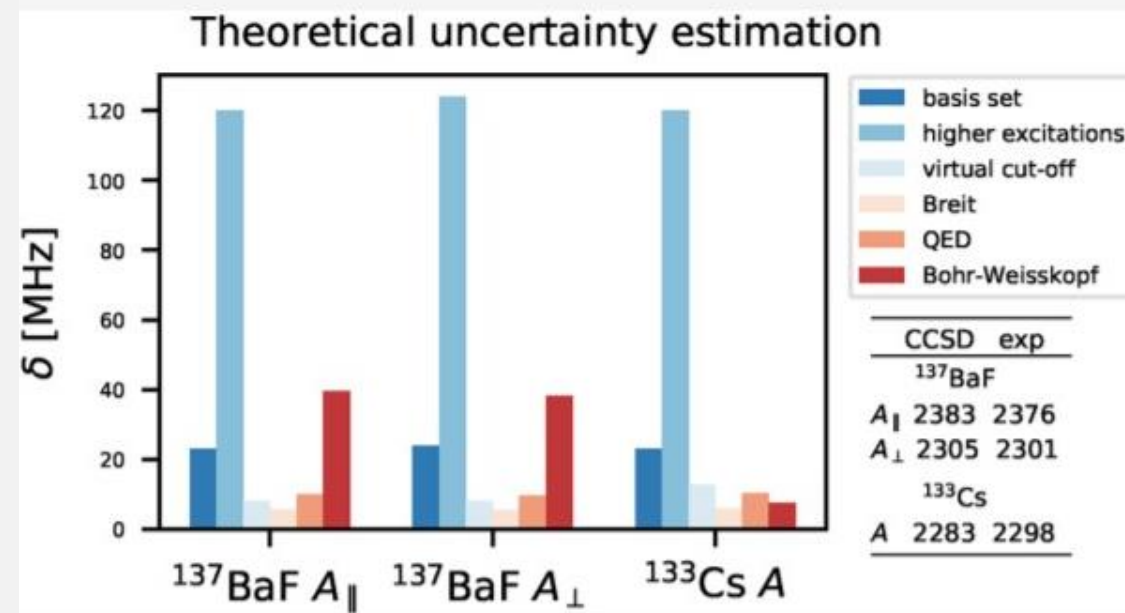 Theoretical uncertainty estimation
δ [MHz]
120
100
80
60
40
20
0
¹³⁷BaF A∥
¹³⁷BaF A⊥
¹³³Cs A
basis set
higher excitations
virtual cut-off
Breit
QED
Bohr-Weisskopf
CCSD exp
¹³⁷BaF
A∥ 2383 2376
A⊥ 2305 2301
¹³³Cs
A 2283 2298